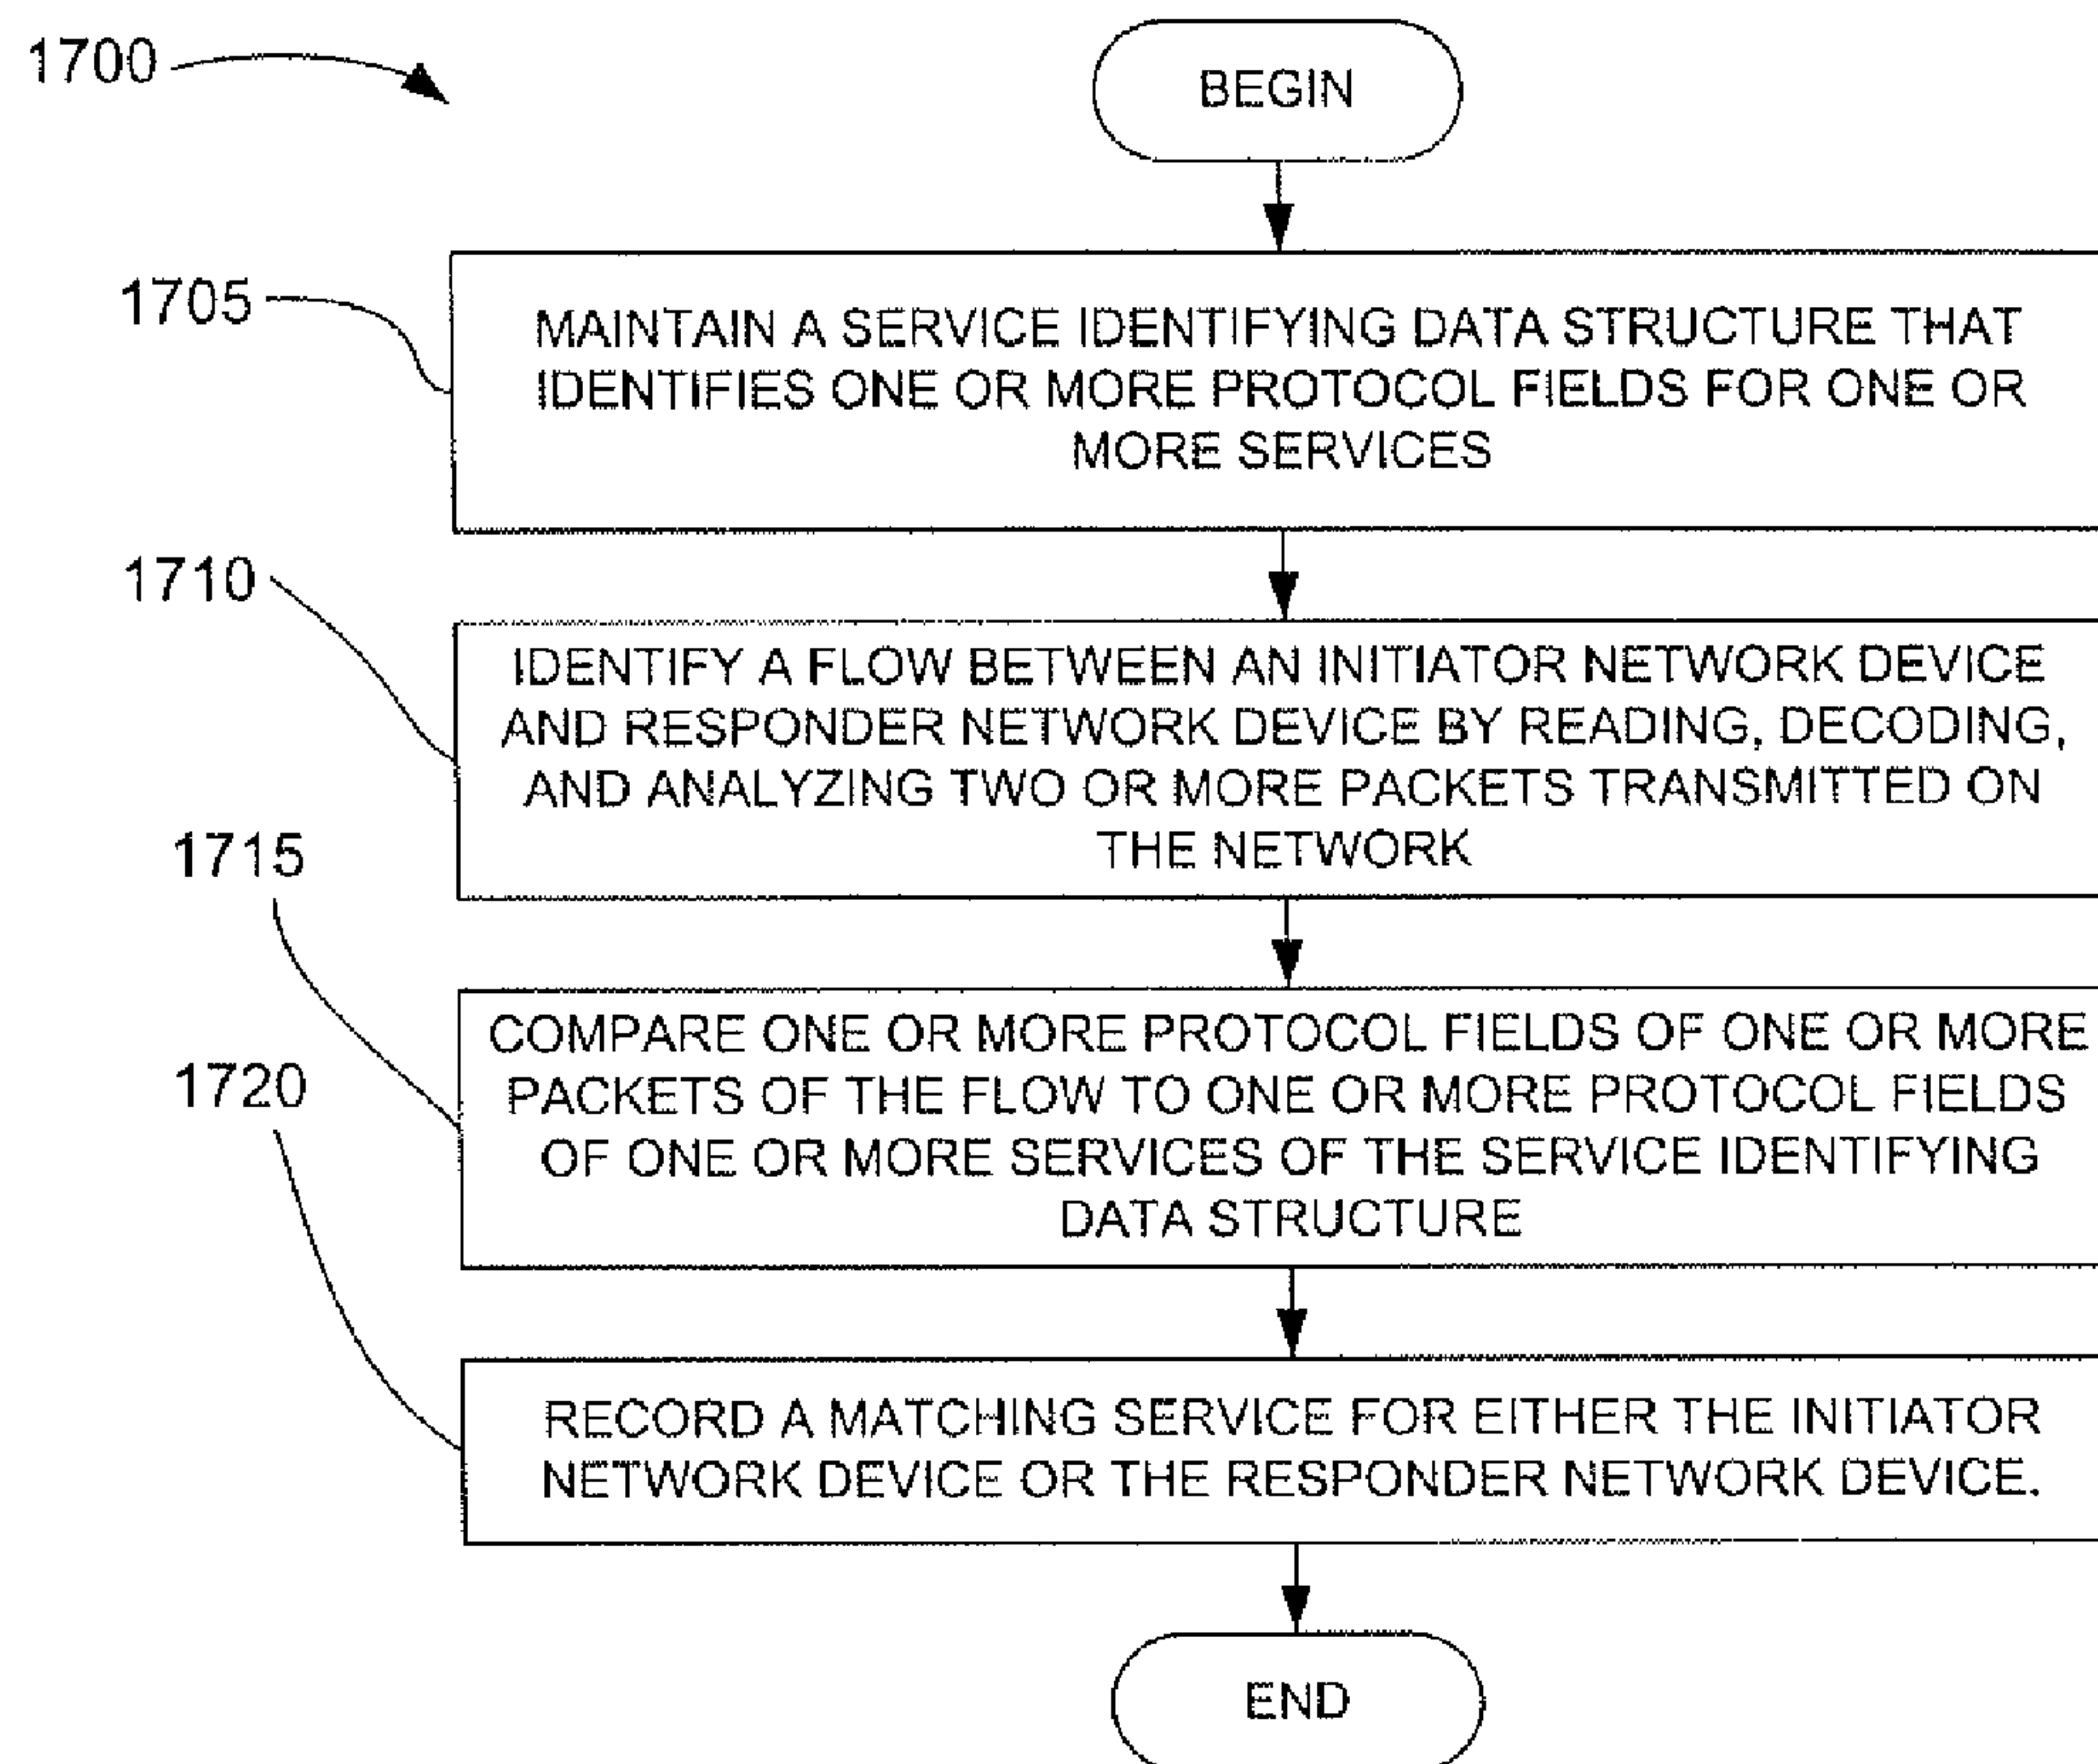 1700
BEGIN
1705
MAINTAIN A SERVICE IDENTIFYING DATA STRUCTURE THAT
IDENTIFIES ONE OR MORE PROTOCOL FIELDS FOR ONE OR
MORE SERVICES
1710
IDENTIFY A FLOW BETWEEN AN INITIATOR NETWORK DEVICE
AND RESPONDER NETWORK DEVICE BY READING, DECODING,
AND ANALYZING TWO OR MORE PACKETS TRANSMITTED ON
THE NETWORK
1715
COMPARE ONE OR MORE PROTOCOL FIELDS OF ONE OR MORE
PACKETS OF THE FLOW TO ONE OR MORE PROTOCOL FIELDS
OF ONE OR MORE SERVICES OF THE SERVICE IDENTIFYING
DATA STRUCTURE
1720
RECORD A MATCHING SERVICE FOR EITHER THE INITIATOR
NETWORK DEVICE OR THE RESPONDER NETWORK DEVICE.
END